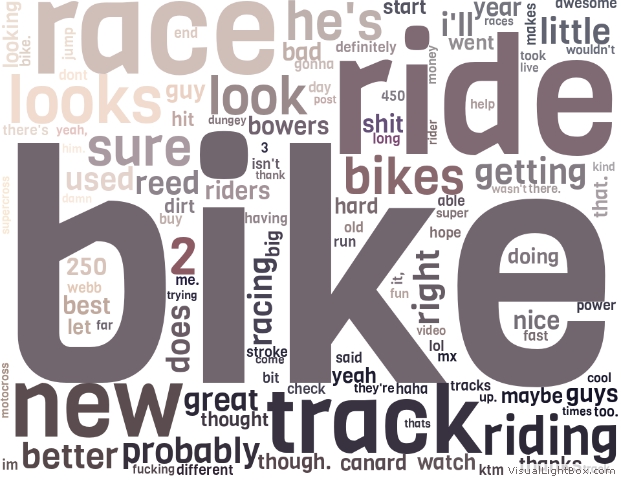 looking
race
he's
start
year
awesome
bike.
jump
end
i'll
races
makes
little
bad
definitely
went
wouldn't
dont
gonna
money
took
live
looks
guy
look
day
post
450
ride
help
there's yeah,
hit
dungey
bowers
shit
long
rider
him.
sure
3
isn't
thank
bikes
getting
kind
supercross
used
reed
riders
wasn't there.
that.
damn
dirt
buy
having
hard
able
super
old
run
hope
bike
big
2
250
me.
webb
trying
best
let far
does
racing
it,
fun
right
doing
power
nice
fast
video
lol
mx
stroke
come
said
motocross
bit
yeah
cool
new
great
check
they're haha
tracks
up.
maybe guys
thought
track
thats
times too.
riding
im better probably though. canard watch
fucking different
ktm thanks
VisualLightBox.com